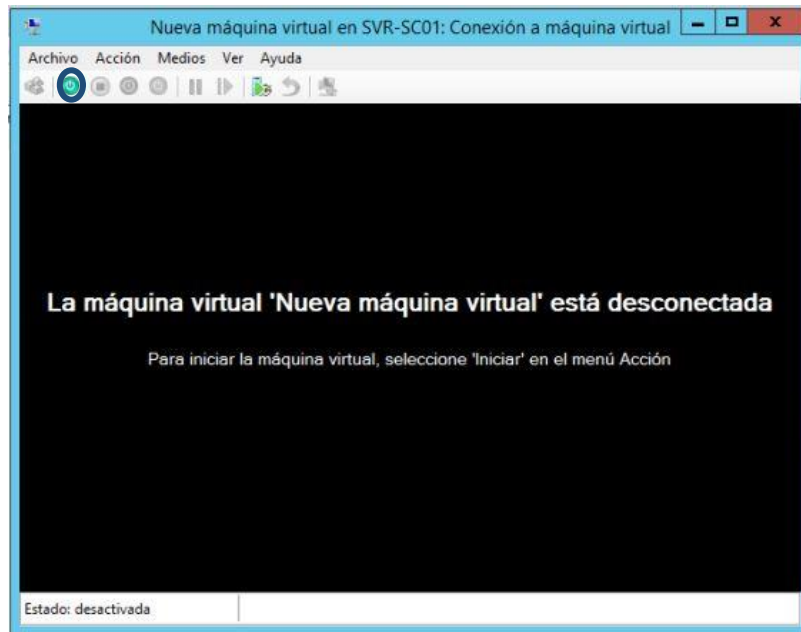 Nueva máquina virtual en SVR-SC01: Conexión a máquina virtual
Archivo Acción Medios Ver Ayuda
La máquina virtual 'Nueva máquina virtual' está desconectada
Para iniciar la máquina virtual, seleccione 'Iniciar' en el menú Acción
Estado: desactivada